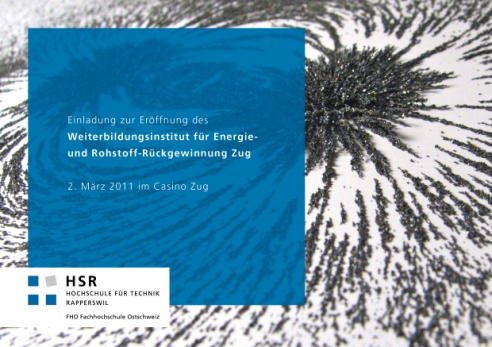 Einladung zur Eröffnung des
Weiterbildungsinstitut für Energie-
und Rohstoff-Rückgewinnung Zug
2. März 2011 im Casino Zug
HSR
HOCHSCHULE FÜR TECHNIK
RAPPERSWIL
FHO Fachhochschule Ostschweiz